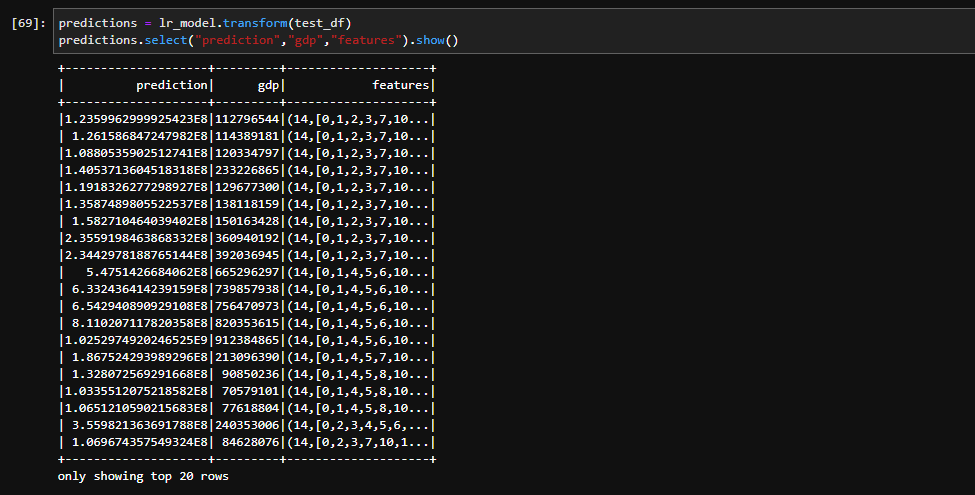 [69]: predictions = lr_model.transform(test_df)
predictions.select("prediction","gdp","features").show()
+--------------------+---------+--------------------+
|          prediction|      gdp|            features|
+--------------------+---------+--------------------+
|1.2359962999925423E8|112796544|(14,[0,1,2,3,7,10...|
| 1.261586847247982E8|114389181|(14,[0,1,2,3,7,10...|
|1.0880535902512741E8|120334797|(14,[0,1,2,3,7,10...|
|1.4053713604518318E8|233226865|(14,[0,1,2,3,7,10...|
|1.1918326277298927E8|129677300|(14,[0,1,2,3,7,10...|
|1.3587489805522537E8|138118159|(14,[0,1,2,3,7,10...|
| 1.582710464039402E8|150163428|(14,[0,1,2,3,7,10...|
|2.3559198463868332E8|360940192|(14,[0,1,2,3,7,10...|
|2.3442978188765144E8|392036945|(14,[0,1,2,3,7,10...|
|   5.4751426684062E8|665296297|(14,[0,1,4,5,6,10...|
| 6.332436414239159E8|739857938|(14,[0,1,4,5,6,10...|
| 6.542940890929108E8|756470973|(14,[0,1,4,5,6,10...|
| 8.110207117820358E8|820353615|(14,[0,1,4,5,6,10...|
|1.0252974920246525E9|912384865|(14,[0,1,4,5,6,10...|
| 1.867524293989296E8|213096390|(14,[0,1,4,5,7,10...|
| 1.328072569291668E8| 90850236|(14,[0,1,4,5,8,10...|
|1.0335512075218582E8| 70579101|(14,[0,1,4,5,8,10...|
|1.0651210590215683E8| 77618804|(14,[0,1,4,5,8,10...|
| 3.559821363691788E8|240353006|(14,[0,2,3,4,5,6,...|
| 1.069674357549324E8| 84628076|(14,[0,2,3,7,10,1...|
+--------------------+---------+--------------------+
only showing top 20 rows